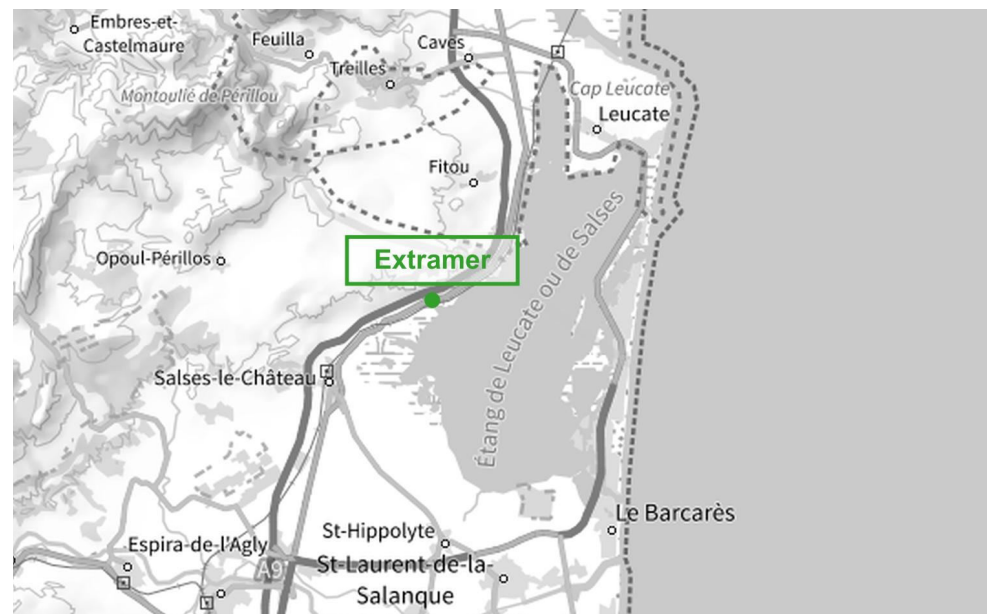 Embres-et-
Castelmaure
Feuilla
Caves
Treilles
Montoulié de Périllou
Cap Leucate
Leucate
Fitou
Opoul-Périllos
Extramer
Étang de Leucate ou de Salses
Salses-le-Château
Le Barcarès
St-Hippolyte
Espira-de-l'Agly
A9
St-Laurent-de-la-
Salanque